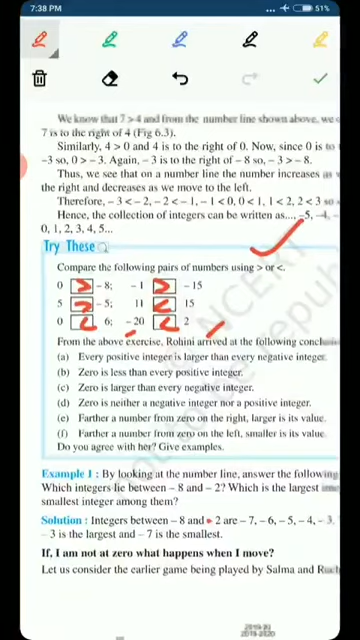 7:38 PM
51%
We know that 7 > 4 and from the number line shown above, we
7 is to the right of 4 (Fig 6.3).
Similarly, 4 > 0 and 4 is to the right of 0. Now, since 0 is to
–3 so, 0 > – 3. Again, – 3 is to the right of – 8 so, – 3 > – 8.
Thus, we see that on a number line the number increases as
the right and decreases as we move to the left.
Therefore, – 3 < – 2, – 2 < – 1, – 1 < 0, 0 < 1, 1 < 2, 2 < 3 so
Hence, the collection of integers can be written as..., –5, –4,
0, 1, 2, 3, 4, 5...
Try These
Compare the following pairs of numbers using > or <.
0 > – 8; – 1 > – 15
5 > – 5; 11 < 15
0 < 6; – 20 < 2
From the above exercise, Rohini arrived at the following
(a) Every positive integer is larger than every negative integer.
(b) Zero is less than every positive integer.
(c) Zero is larger than every negative integer.
(d) Zero is neither a negative integer nor a positive integer.
(e) Farther a number from zero on the right, larger is its value.
(f) Farther a number from zero on the left, smaller is its value.
Do you agree with her? Give examples.
Example 1 : By looking at the number line, answer the following
Which integers lie between – 8 and – 2? Which is the largest
smallest integer among them?
Solution : Integers between – 8 and – 2 are – 7, – 6, – 5, – 4, – 3.
– 3 is the largest and – 7 is the smallest.
If, I am not at zero what happens when I move?
Let us consider the earlier game being played by Salma and
2019-2020